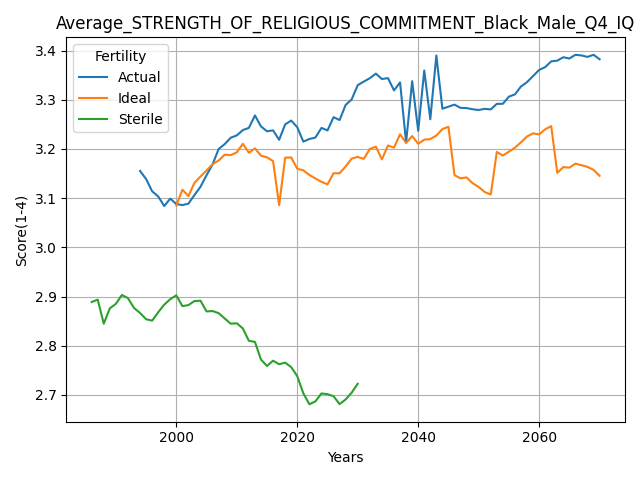 Average_STRENGTH_OF_RELIGIOUS_COMMITMENT_Black_Male_Q4_IQ
Fertility
Actual
Ideal
Sterile
Score(1-4)
3.4
3.3
3.2
3.1
3.0
2.9
2.8
2.7
2000
2020
2040
2060
Years